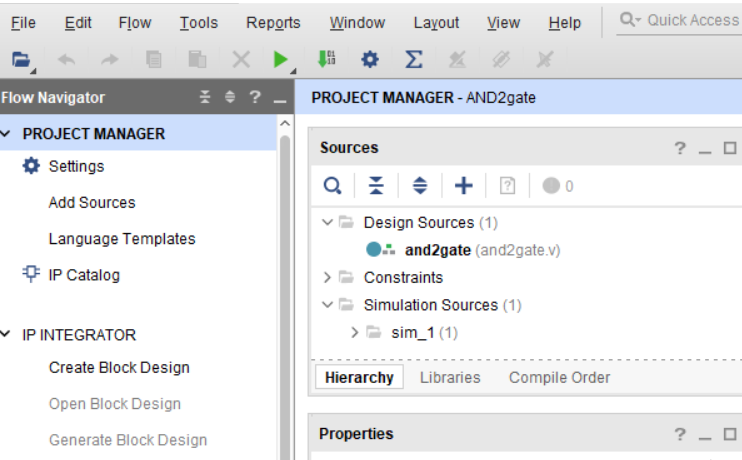 File Edit Flow Tools Reports Window Layout View Help Quick Access
Flow Navigator ? PROJECT MANAGER - AND2gate
PROJECT MANAGER
Settings
Add Sources
Language Templates
IP Catalog
IP INTEGRATOR
Create Block Design
Open Block Design
Generate Block Design
Sources ?
? 0
Design Sources (1)
and2gate (and2gate.v)
Constraints
Simulation Sources (1)
sim_1 (1)
Hierarchy Libraries Compile Order
Properties ?